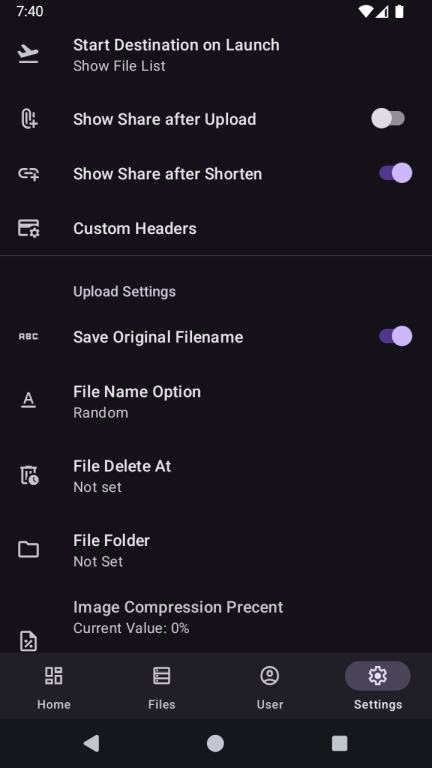 7:40
Start Destination on Launch
Show File List
Show Share after Upload
Show Share after Shorten
Custom Headers
Upload Settings
ABC
Save Original Filename
A
File Name Option
Random
File Delete At
Not set
File Folder
Not Set
Image Compression Precent
Current Value: 0%
Home
Files
User
Settings